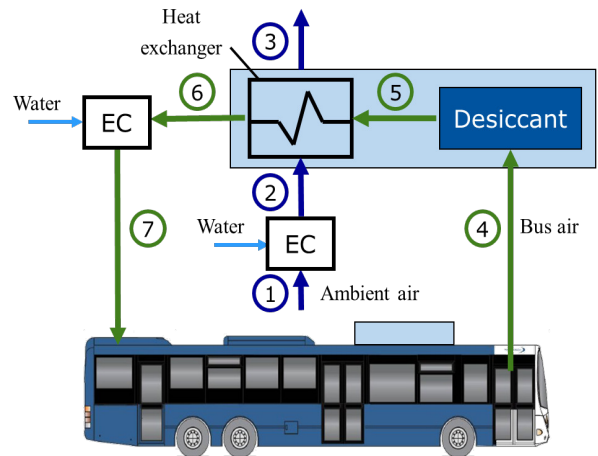 Heat
exchanger
3
Water
6
5
EC
Desiccant
2
7
Water
4
Bus air
EC
1
Ambient air